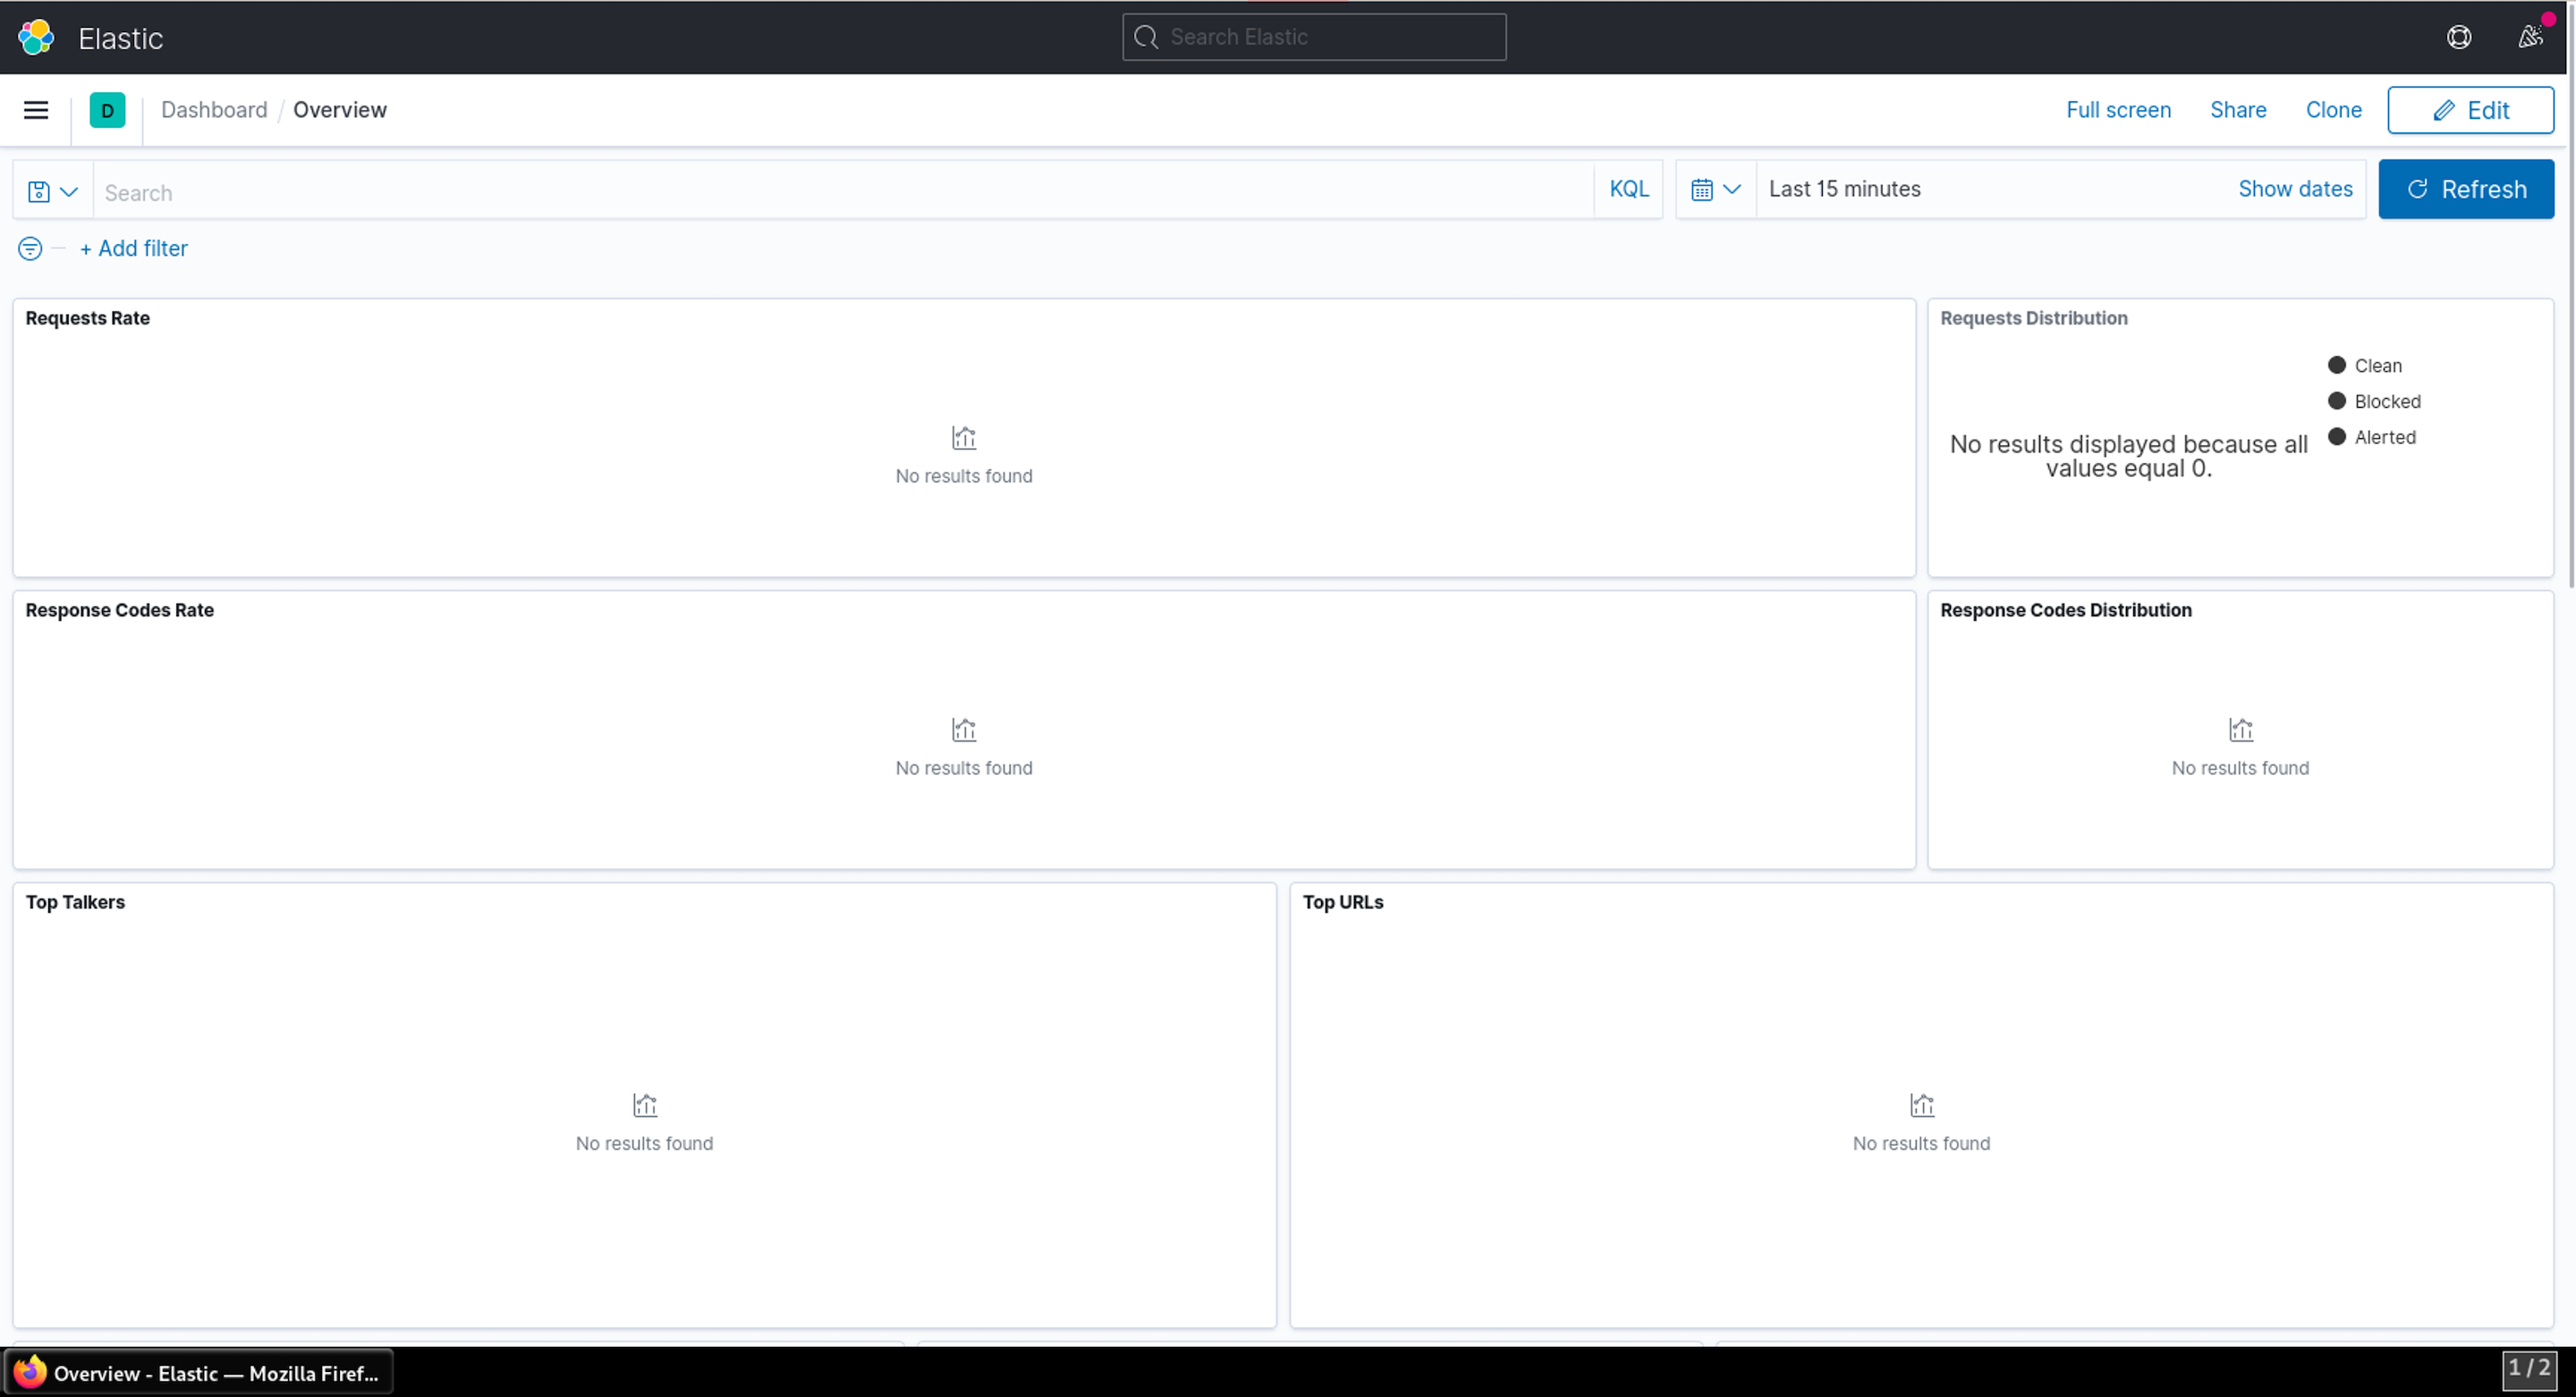 Elastic
Search Elastic
D
Dashboard / Overview
Full screen
Share
Clone
Edit
Search
KQL
Last 15 minutes
Show dates
Refresh
+ Add filter
Requests Rate
No results found
Requests Distribution
No results displayed because all
values equal 0.
Clean
Blocked
Alerted
Response Codes Rate
No results found
Response Codes Distribution
No results found
Top Talkers
No results found
Top URLs
No results found
Overview - Elastic — Mozilla Firef...
1 / 2